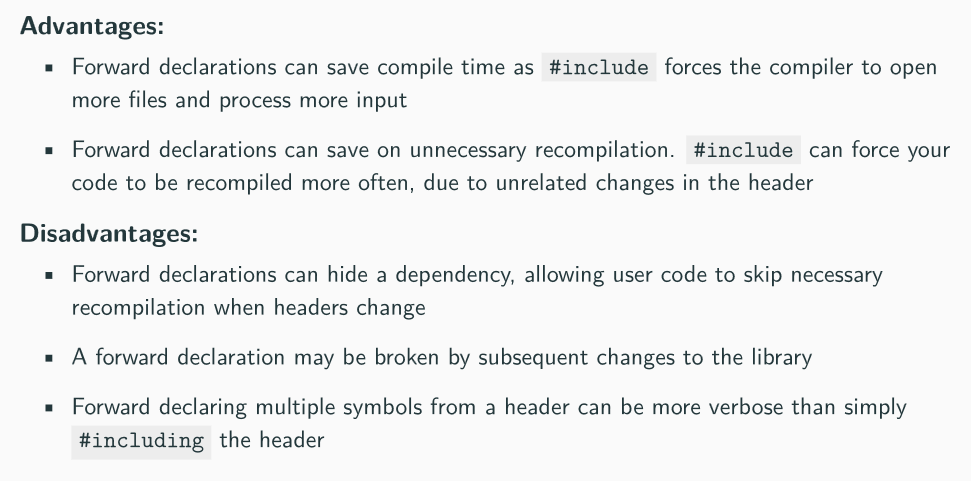 Advantages:
▪ Forward declarations can save compile time as #include forces the compiler to open
more files and process more input
▪ Forward declarations can save on unnecessary recompilation. #include can force your
code to be recompiled more often, due to unrelated changes in the header
Disadvantages:
▪ Forward declarations can hide a dependency, allowing user code to skip necessary
recompilation when headers change
▪ A forward declaration may be broken by subsequent changes to the library
▪ Forward declaring multiple symbols from a header can be more verbose than simply
#including the header